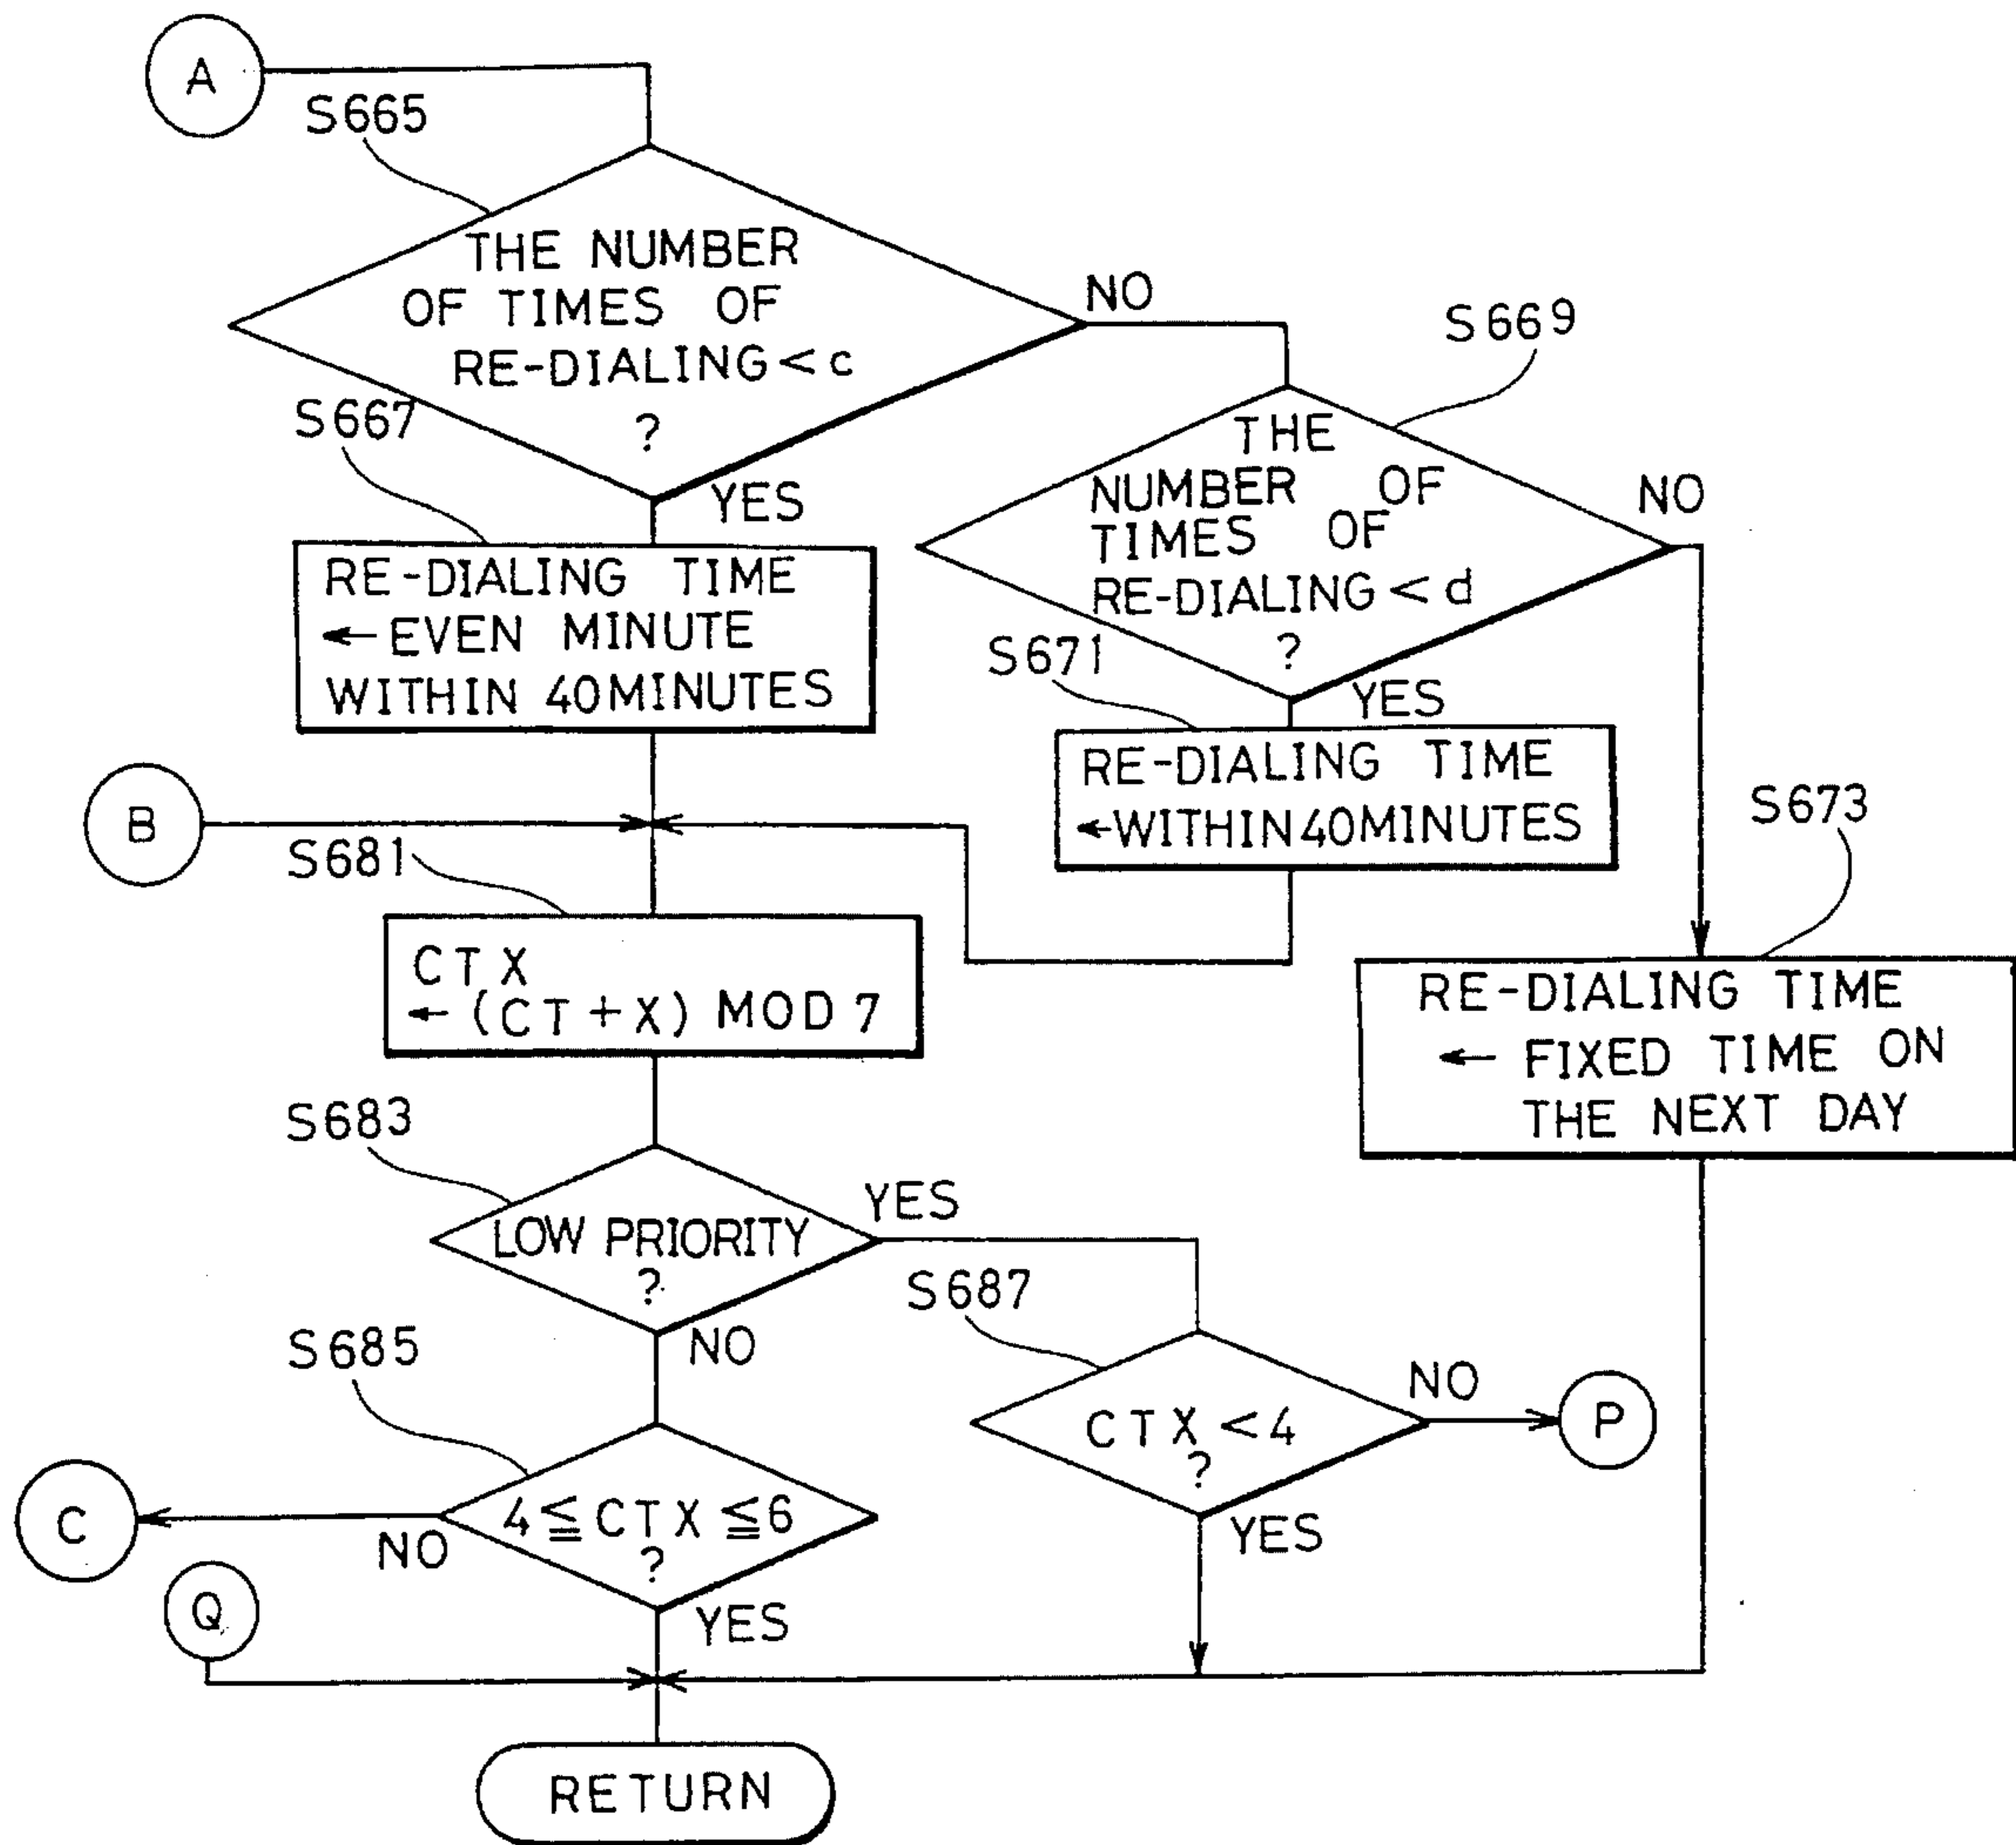 A
S665
THE NUMBER
OF TIMES OF
RE-DIALING < c
?
NO
YES
S667
RE-DIALING TIME
← EVEN MINUTE
WITHIN 40MINUTES
S669
THE
NUMBER OF
TIMES OF
RE-DIALING < d
?
NO
YES
S671
RE-DIALING TIME
←WITHIN 40MINUTES
S673
RE-DIALING TIME
← FIXED TIME ON
THE NEXT DAY
B
S681
CTX
← (CT+X) MOD 7
S683
LOW PRIORITY
?
YES
NO
S685
4 ≦ CTX ≦ 6
?
NO
YES
C
S687
CTX < 4
?
NO
YES
P
Q
RETURN